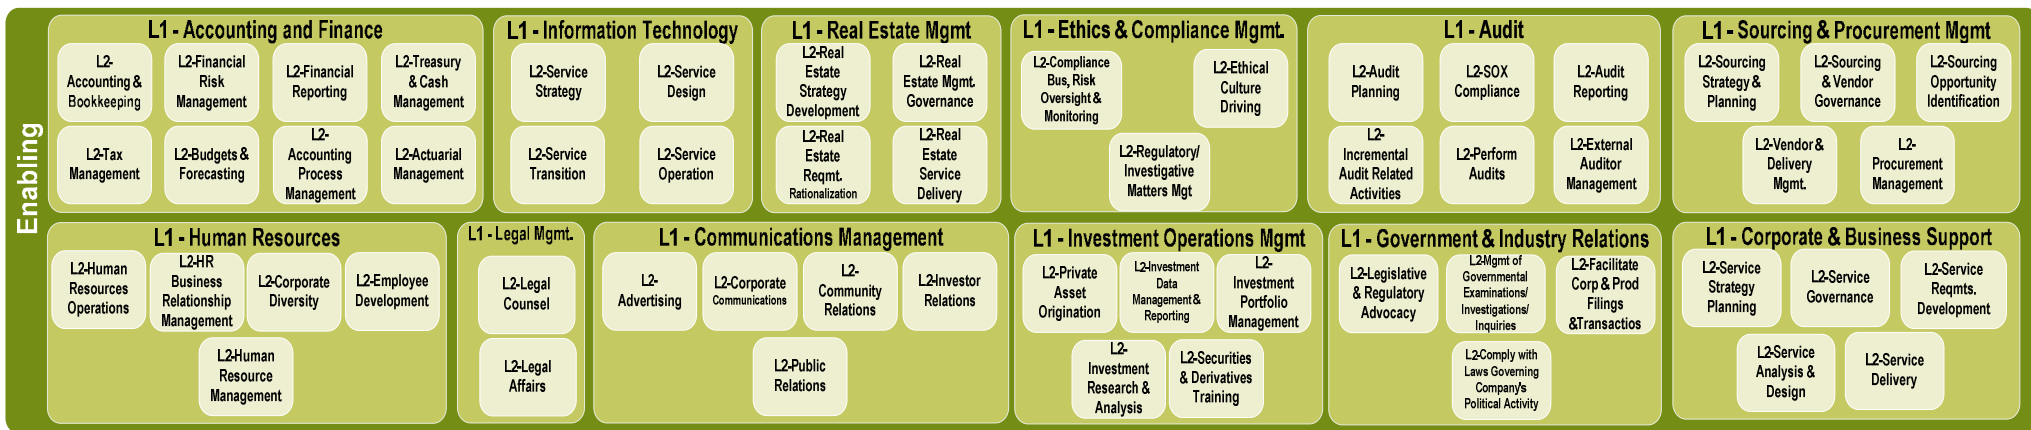 Enabling
L1 - Accounting and Finance
L2-
Accounting &
Bookkeeping
L2-Financial
Risk
Management
L2-Financial
Reporting
L2-Treasury
& Cash
Management
L2-Tax
Management
L2-Budgets &
Forecasting
L2-
Accounting
Process
Management
L2-Actuarial
Management
L1 - Information Technology
L2-Service
Strategy
L2-Service
Design
L2-Service
Transition
L2-Service
Operation
L1 - Real Estate Mgmt
L2-Real
Estate
Strategy
Development
L2-Real
Estate Mgmt.
Governance
L2-Real
Estate
Reqmt.
Rationalization
L2-Real
Estate
Service
Delivery
L1 - Ethics & Compliance Mgmt.
L2-Compliance
Bus, Risk
Oversight &
Monitoring
L2-Ethical
Culture
Driving
L2-Regulatory/
Investigative
Matters Mgt
L1 - Audit
L2-Audit
Planning
L2-SOX
Compliance
L2-Audit
Reporting
L2-
Incremental
Audit Related
Activities
L2-Perform
Audits
L2-External
Auditor
Management
L1 - Sourcing & Procurement Mgmt
L2-Sourcing
Strategy &
Planning
L2-Sourcing
& Vendor
Governance
L2-Sourcing
Opportunity
Identification
L2-Vendor &
Delivery
Mgmt.
L2-
Procurement
Management
L1 - Human Resources
L2-Human
Resources
Operations
L2-HR
Business
Relationship
Management
L2-Corporate
Diversity
L2-Employee
Development
L2-Human
Resource
Management
L1 - Legal Mgmt.
L2-Legal
Counsel
L2-Legal
Affairs
L1 - Communications Management
L2-
Advertising
L2-Corporate
Communications
L2-
Community
Relations
L2-Investor
Relations
L2-Public
Relations
L1 - Investment Operations Mgmt
L2-Private
Asset
Origination
L2-Investment
Data
Management &
Reporting
L2-
Investment
Portfolio
Management
L2-
Investment
Research &
Analysis
L2-Securities
& Derivatives
Training
L1 - Government & Industry Relations
L2-Legislative
& Regulatory
Advocacy
L2-Mgmt of
Governmental
Examinations/
Investigations/
Inquiries
L2-Facilitate
Corp & Prod
Filings
&Transactios
L2-Comply with
Laws Governing
Company's
Political Activity
L1 - Corporate & Business Support
L2-Service
Strategy
Planning
L2-Service
Governance
L2-Service
Reqmts.
Development
L2-Service
Analysis &
Design
L2-Service
Delivery